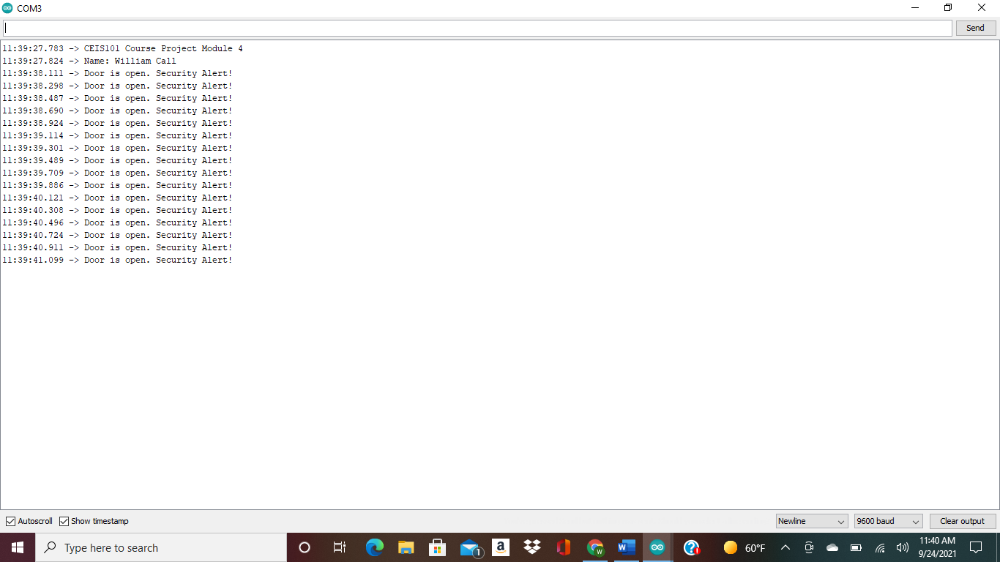 COM3
Send
11:39:27.783 -> CEIS101 Course Project Module 4
11:39:27.824 -> Name: William Call
11:39:38.111 -> Door is open. Security Alert!
11:39:38.298 -> Door is open. Security Alert!
11:39:38.487 -> Door is open. Security Alert!
11:39:38.690 -> Door is open. Security Alert!
11:39:38.924 -> Door is open. Security Alert!
11:39:39.114 -> Door is open. Security Alert!
11:39:39.301 -> Door is open. Security Alert!
11:39:39.489 -> Door is open. Security Alert!
11:39:39.709 -> Door is open. Security Alert!
11:39:39.886 -> Door is open. Security Alert!
11:39:40.121 -> Door is open. Security Alert!
11:39:40.308 -> Door is open. Security Alert!
11:39:40.496 -> Door is open. Security Alert!
11:39:40.724 -> Door is open. Security Alert!
11:39:40.911 -> Door is open. Security Alert!
11:39:41.099 -> Door is open. Security Alert!
Autoscroll Show timestamp Newline 9600 baud Clear output
Type here to search 1 a W W ? 60°F 11:40 AM
9/24/2021